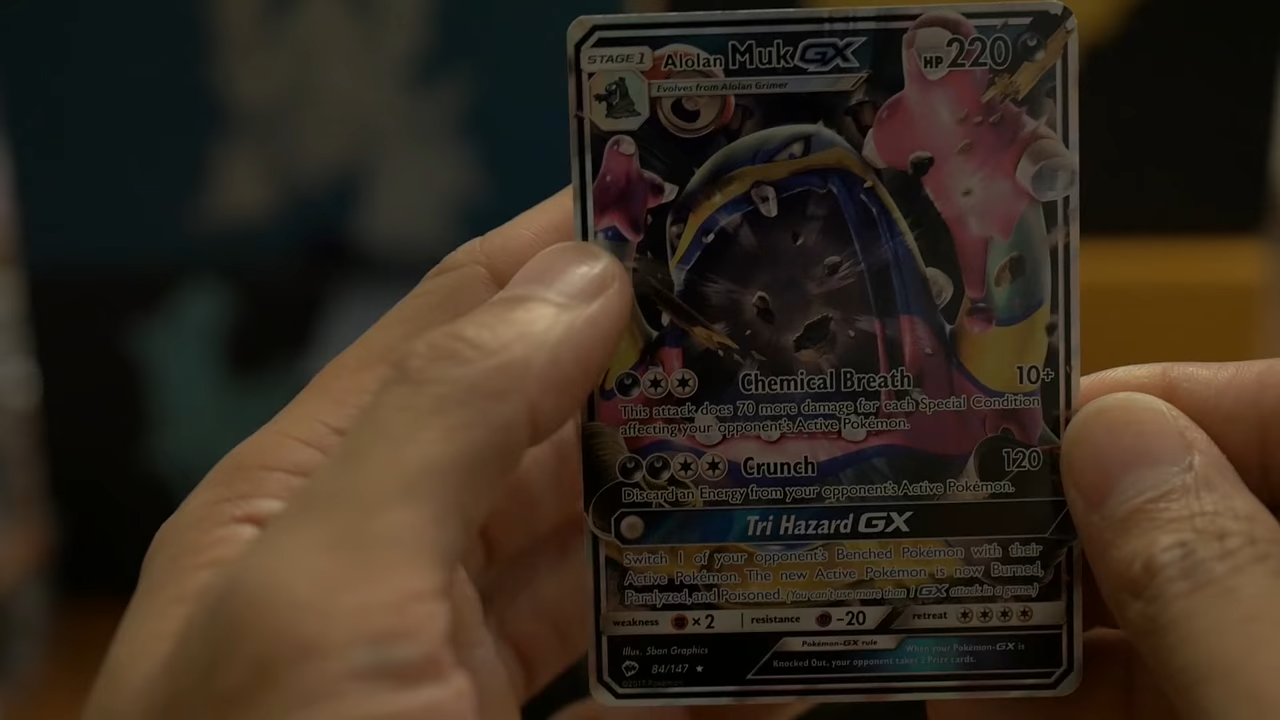 STAGE 1 Alolan Muk GX HP 220
Evolves from Alolan Grimer
Chemical Breath 10+
This attack does 70 more damage for each Special Condition
affecting your opponent's Active Pokémon.
Crunch 120
Discard an Energy from your opponent's Active Pokémon.
Tri Hazard GX
Switch 1 of your opponent's Benched Pokémon with their
Active Pokémon. The new Active Pokémon is now Burned,
Paralyzed, and Poisoned. (You can't use more than 1 GX attack in a game.)
weakness ×2 resistance -20 retreat
Pokémon-GX rule
When your Pokémon-GX is
Knocked Out, your opponent takes 2 Prize cards.
Illus. 5ban Graphics
84/147 ★
©2017 Pokémon